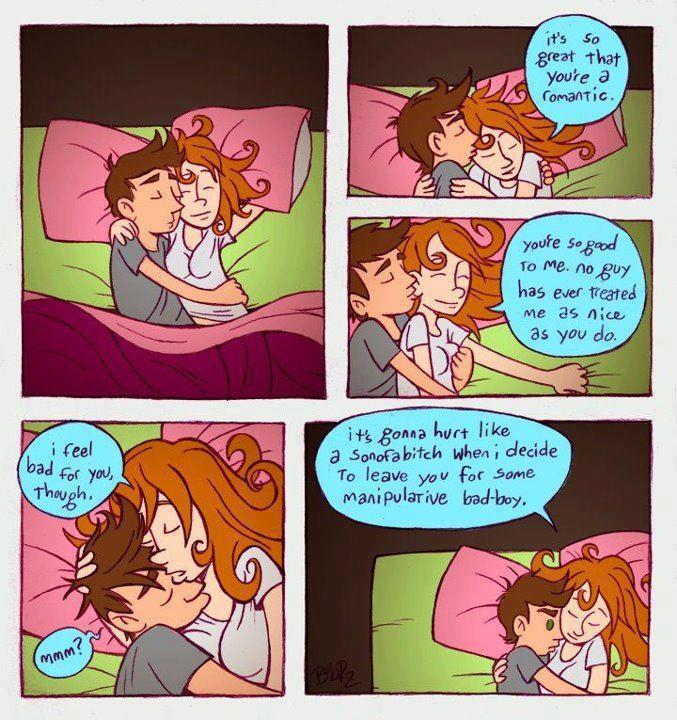 it's so
great that
you're a
romantic.
you're so good
To me. no guy
has ever treated
me as nice
as you do.
i feel
bad for you,
though.
mmm?
it's gonna hurt like
a sonofabitch when i decide
To leave you for some
manipulative bad-boy.